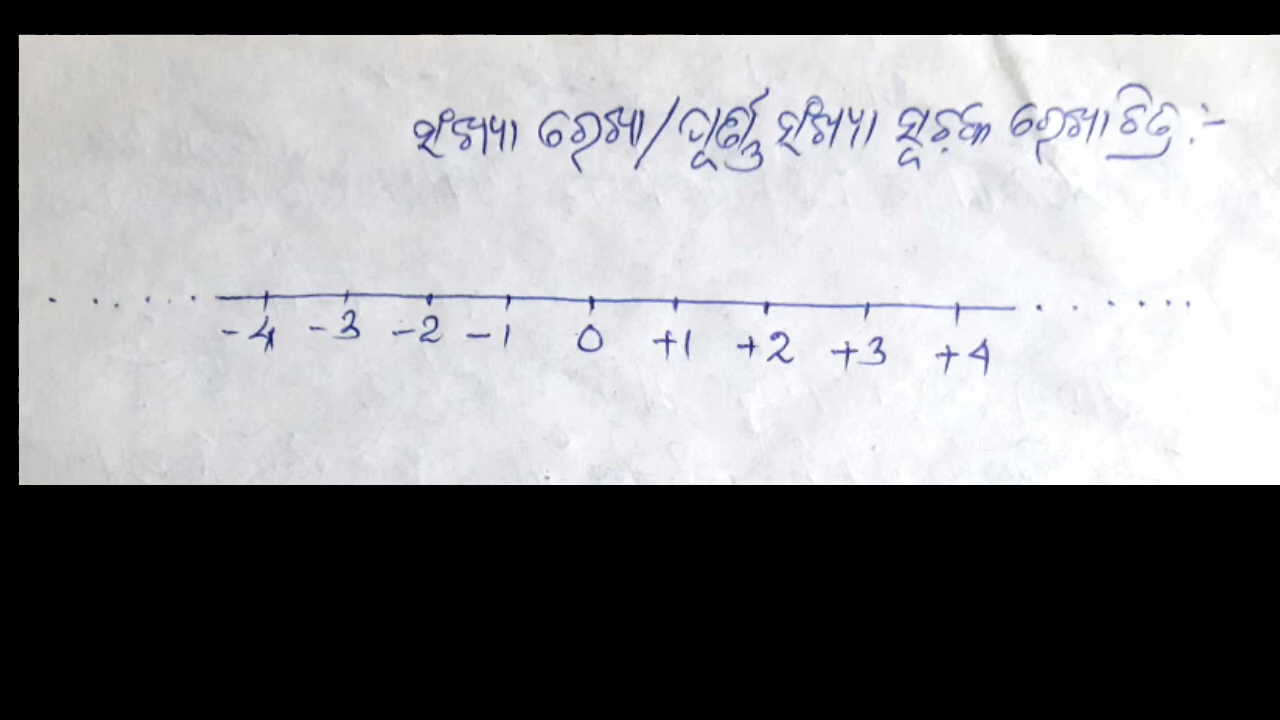 ସଂଖ୍ୟା ରେଖା/ପୂର୍ଣ୍ଣ ସଂଖ୍ୟା ସୂଚକ ରେଖାଚିତ୍ର :-
. . . . -4 -3 -2 -1 0 +1 +2 +3 +4 . . . . . .